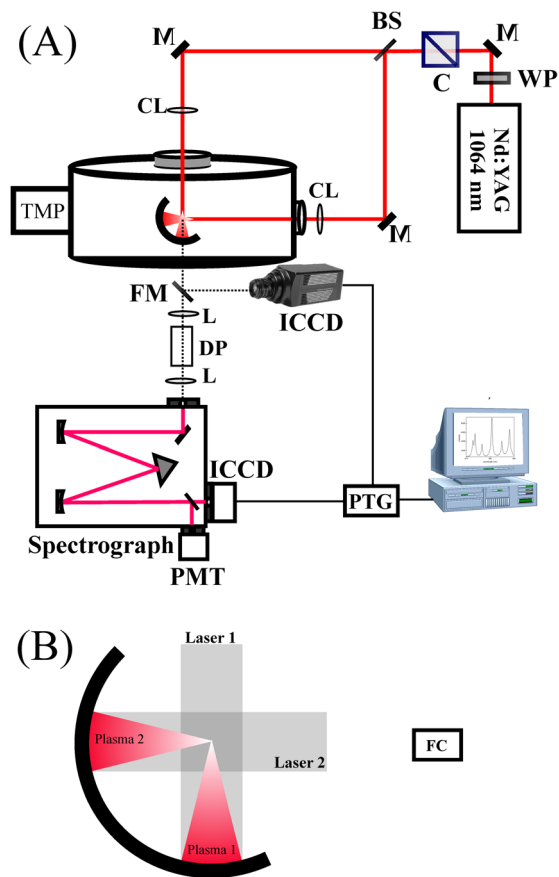 (A)
M
BS
M
C
WP
CL
Nd:YAG
1064 nm
TMP
CL
M
FM
L
ICCD
DP
L
ICCD
PTG
Spectrograph
PMT
(B)
Laser 1
Plasma 2
Laser 2
FC
Plasma 1